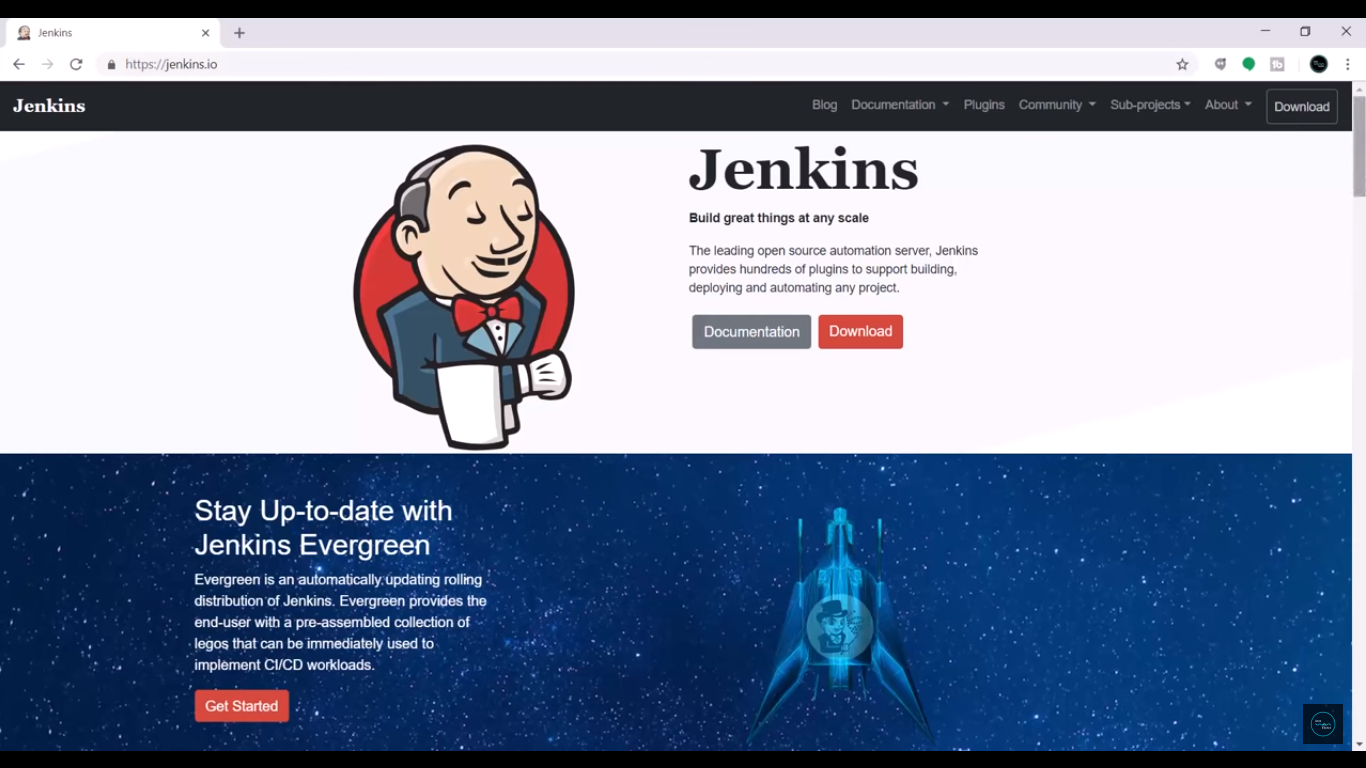 Jenkins
https://jenkins.io
Jenkins
Blog Documentation Plugins Community Sub-projects About Download
Jenkins
Build great things at any scale
The leading open source automation server, Jenkins
provides hundreds of plugins to support building,
deploying and automating any project.
Documentation Download
Stay Up-to-date with
Jenkins Evergreen
Evergreen is an automatically updating rolling
distribution of Jenkins. Evergreen provides the
end-user with a pre-assembled collection of
legos that can be immediately used to
implement CI/CD workloads.
Get Started